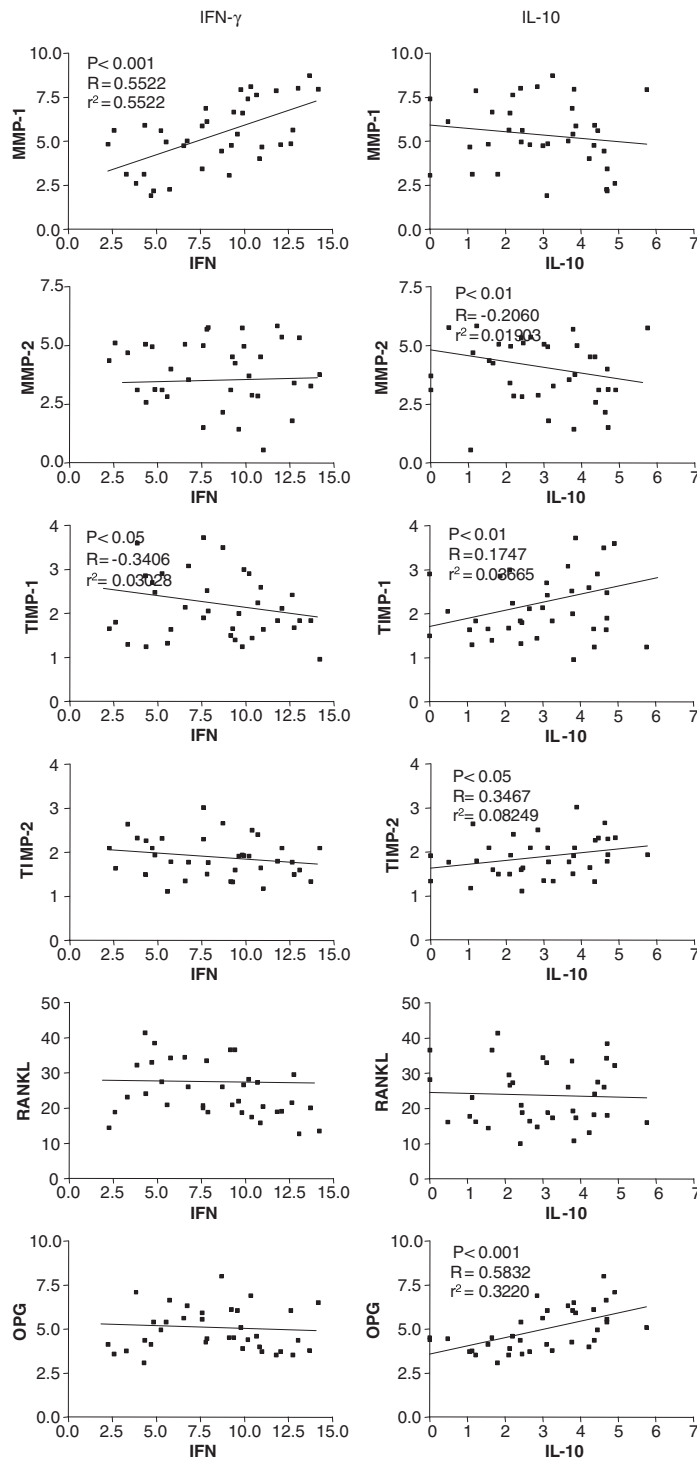 IFN-γ
IL-10
P< 0.001
R= 0.5522
r² = 0.5522
MMP-1
10.0
7.5
5.0
2.5
0.0
0.0 2.5 5.0 7.5 10.0 12.5 15.0
IFN
MMP-1
10.0
7.5
5.0
2.5
0.0
0 1 2 3 4 5 6 7
IL-10
MMP-2
7.5
5.0
2.5
0.0
0.0 2.5 5.0 7.5 10.0 12.5 15.0
IFN
P< 0.01
R= -0.2060
r² = 0.01903
MMP-2
7.5
5.0
2.5
0.0
0 1 2 3 4 5 6 7
IL-10
P< 0.05
R= -0.3406
r² = 0.03028
TIMP-1
4
3
2
1
0
0.0 2.5 5.0 7.5 10.0 12.5 15.0
IFN
P< 0.01
R= 0.1747
r² = 0.03665
TIMP-1
4
3
2
1
0
0 1 2 3 4 5 6 7
IL-10
TIMP-2
4
3
2
1
0
0.0 2.5 5.0 7.5 10.0 12.5 15.0
IFN
P< 0.05
R= 0.3467
r² = 0.08249
TIMP-2
4
3
2
1
0
0 1 2 3 4 5 6 7
IL-10
RANKL
50
40
30
20
10
0
0.0 2.5 5.0 7.5 10.0 12.5 15.0
IFN
RANKL
50
40
30
20
10
0
0 1 2 3 4 5 6 7
IL-10
OPG
10.0
7.5
5.0
2.5
0.0
0.0 2.5 5.0 7.5 10.0 12.5 15.0
IFN
P< 0.001
R= 0.5832
r² = 0.3220
OPG
10.0
7.5
5.0
2.5
0.0
0 1 2 3 4 5 6 7
IL-10